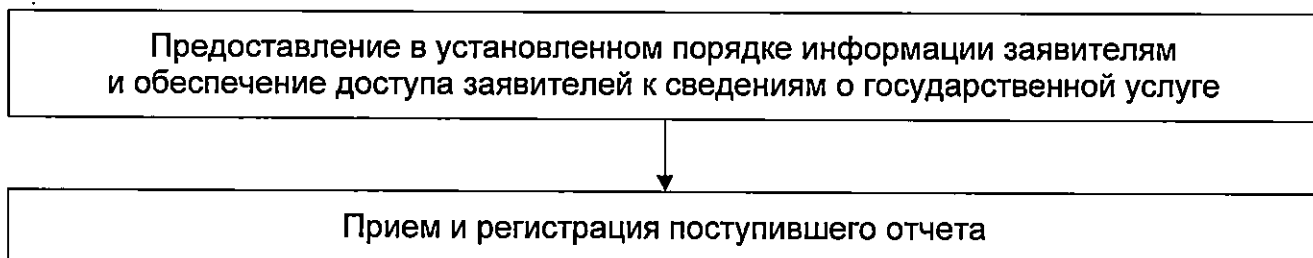 Предоставление в установленном порядке информации заявителям
и обеспечение доступа заявителей к сведениям о государственной услуге
Прием и регистрация поступившего отчета